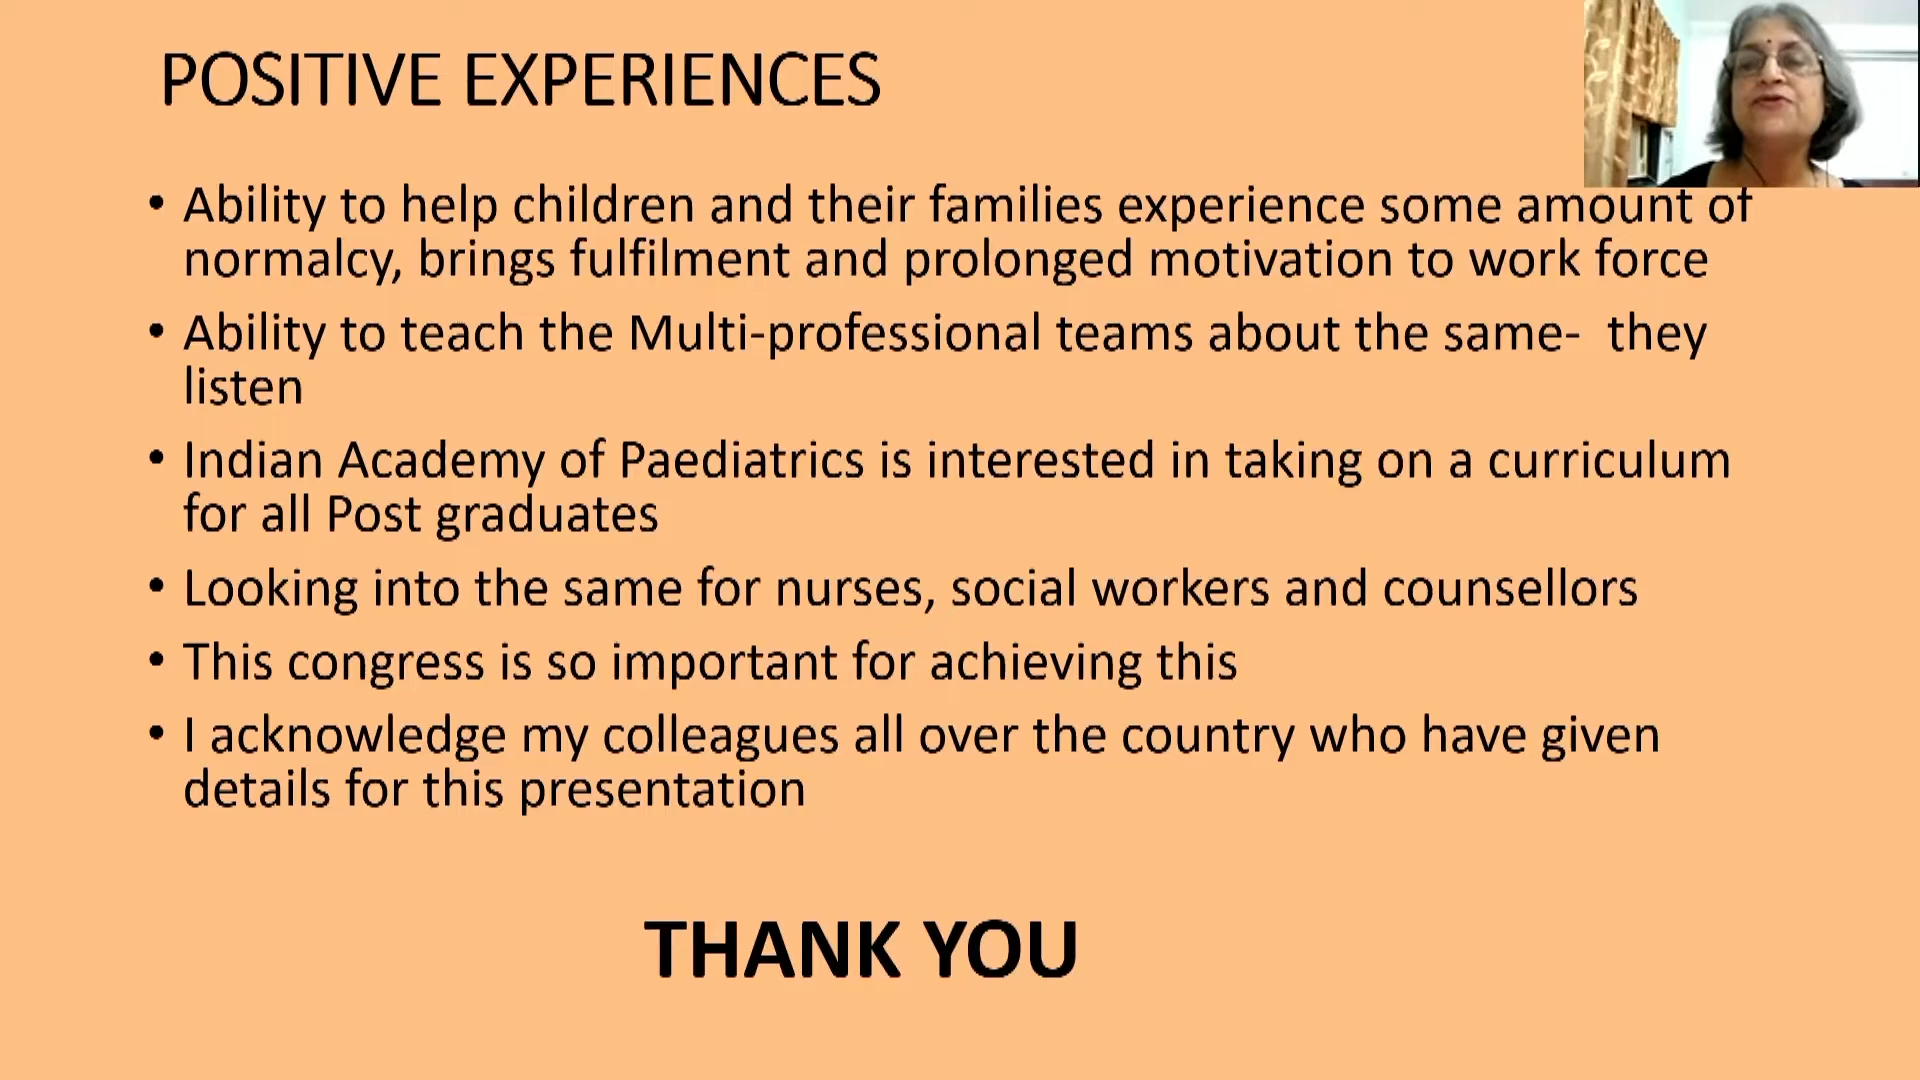 POSITIVE EXPERIENCES
• Ability to help children and their families experience some amount of
normalcy, brings fulfilment and prolonged motivation to work force
• Ability to teach the Multi-professional teams about the same-  they
listen
• Indian Academy of Paediatrics is interested in taking on a curriculum
for all Post graduates
• Looking into the same for nurses, social workers and counsellors
• This congress is so important for achieving this
• I acknowledge my colleagues all over the country who have given
details for this presentation
THANK YOU